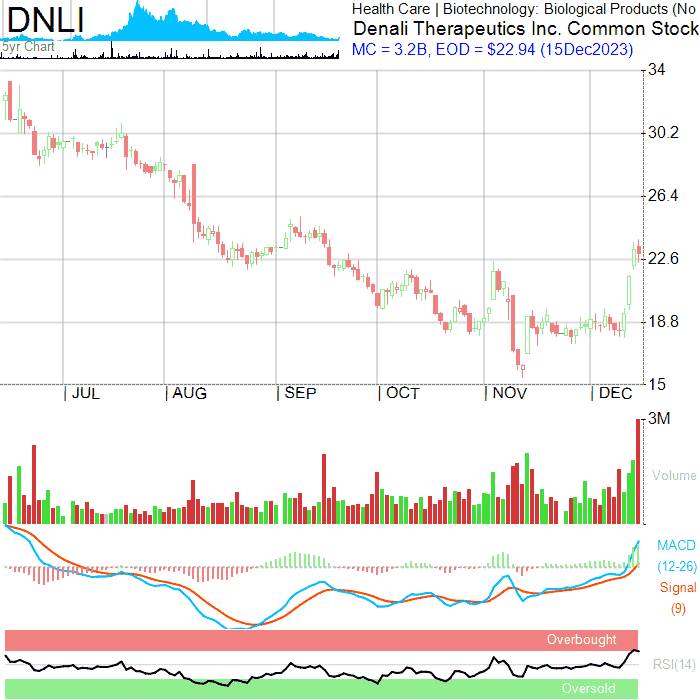 DNLI
5yr Chart
Health Care | Biotechnology: Biological Products (No
Denali Therapeutics Inc. Common Stock
MC = 3.2B, EOD = $22.94 (15Dec2023)
34
30.2
26.4
22.6
18.8
15
| JUL | AUG | SEP | OCT | NOV | DEC
3M
Volume
MACD
(12-26)
Signal
(9)
Overbought
RSI(14)
Oversold